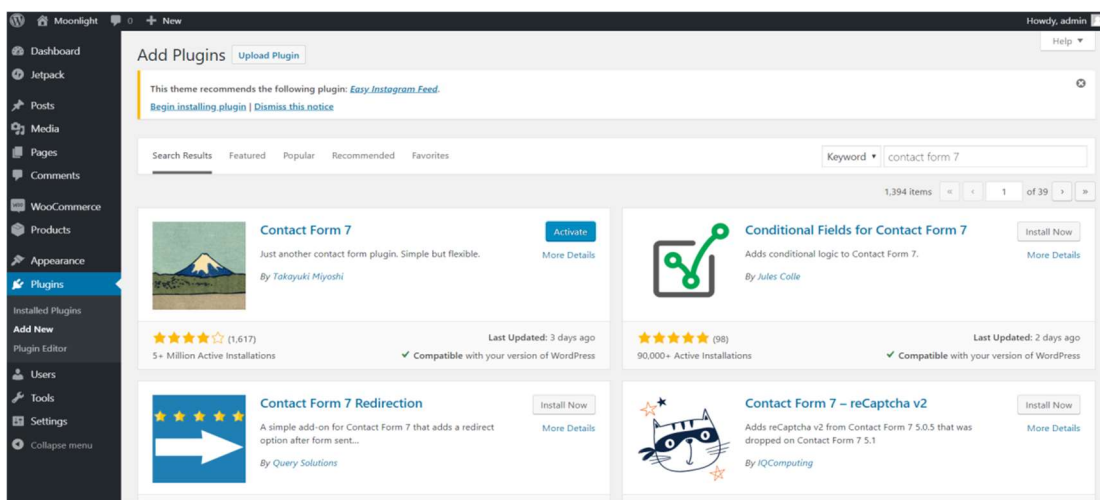 Moonlight 0 + New Howdy, admin
Dashboard
Jetpack
Posts
Media
Pages
Comments
WooCommerce
Products
Appearance
Plugins
Installed Plugins
Add New
Plugin Editor
Users
Tools
Settings
Collapse menu
Help ▼
Add Plugins Upload Plugin
This theme recommends the following plugin: Easy Instagram Feed.
Begin installing plugin | Dismiss this notice
Search Results Featured Popular Recommended Favorites Keyword ▼ contact form 7
1,394 items « ‹ 1 of 39 › »
Contact Form 7
Activate
Just another contact form plugin. Simple but flexible.
More Details
By Takayuki Miyoshi
(1,617)
Last Updated: 3 days ago
5+ Million Active Installations
✔ Compatible with your version of WordPress
Conditional Fields for Contact Form 7
Install Now
Adds conditional logic to Contact Form 7.
More Details
By Jules Colle
(98)
Last Updated: 2 days ago
90,000+ Active Installations
✔ Compatible with your version of WordPress
Contact Form 7 Redirection
Install Now
A simple add-on for Contact Form 7 that adds a redirect
More Details
option after form sent...
By Query Solutions
Contact Form 7 – reCaptcha v2
Install Now
Adds reCaptcha v2 from Contact Form 7 5.0.5 that was
More Details
dropped on Contact Form 7 5.1
By IQComputing